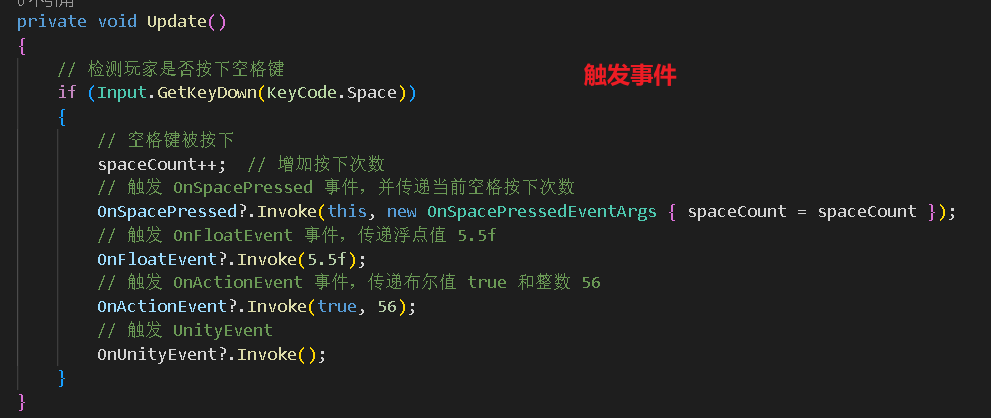 0个引用
private void Update()
{
// 检测玩家是否按下空格键
触发事件
if (Input.GetKeyDown(KeyCode.Space))
{
// 空格键被按下
spaceCount++;  // 增加按下次数
// 触发 OnSpacePressed 事件，并传递当前空格按下次数
OnSpacePressed?.Invoke(this, new OnSpacePressedEventArgs { spaceCount = spaceCount });
// 触发 OnFloatEvent 事件，传递浮点值 5.5f
OnFloatEvent?.Invoke(5.5f);
// 触发 OnActionEvent 事件，传递布尔值 true 和整数 56
OnActionEvent?.Invoke(true, 56);
// 触发 UnityEvent
OnUnityEvent?.Invoke();
}
}